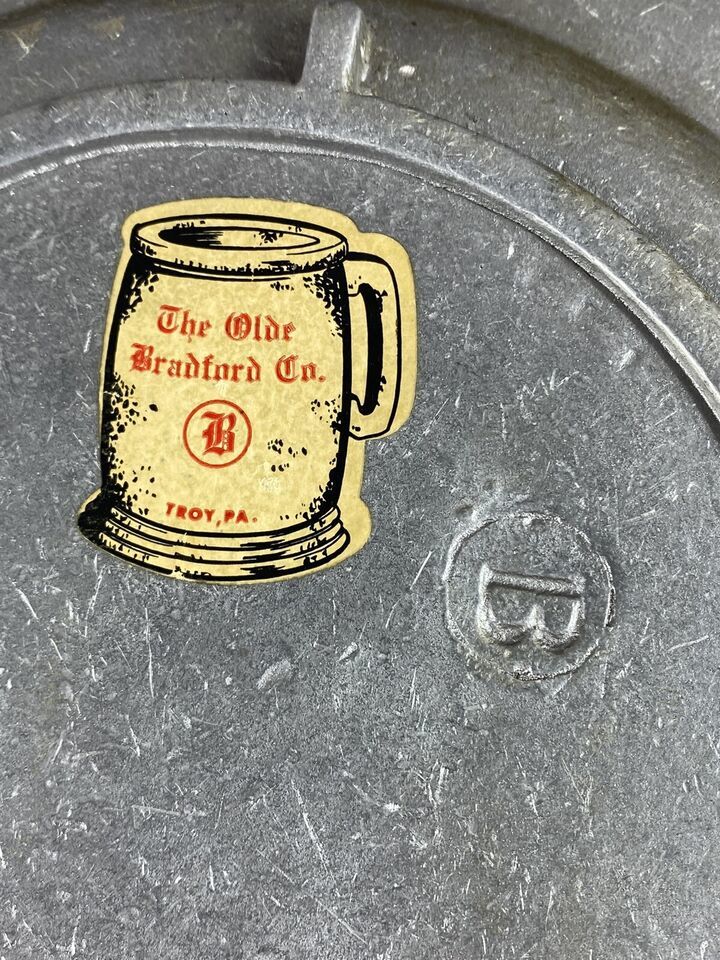 The Olde
Bradford Co.
B
TROY, PA.
B